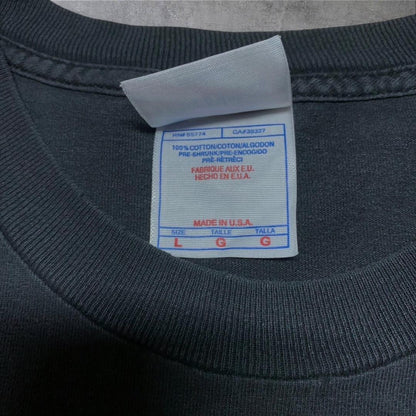 RN#55774 CA#39327
100%COTTON/COTON/ALGODON
PRE-SHRUNK/PRE-ENCOGIDO
PRÉ-RÉTRÉCI
FABRIQUE AUX E.U.
HECHO EN E.U.A.
MADE IN U.S.A.
SIZE TAILLE TALLA
L G G